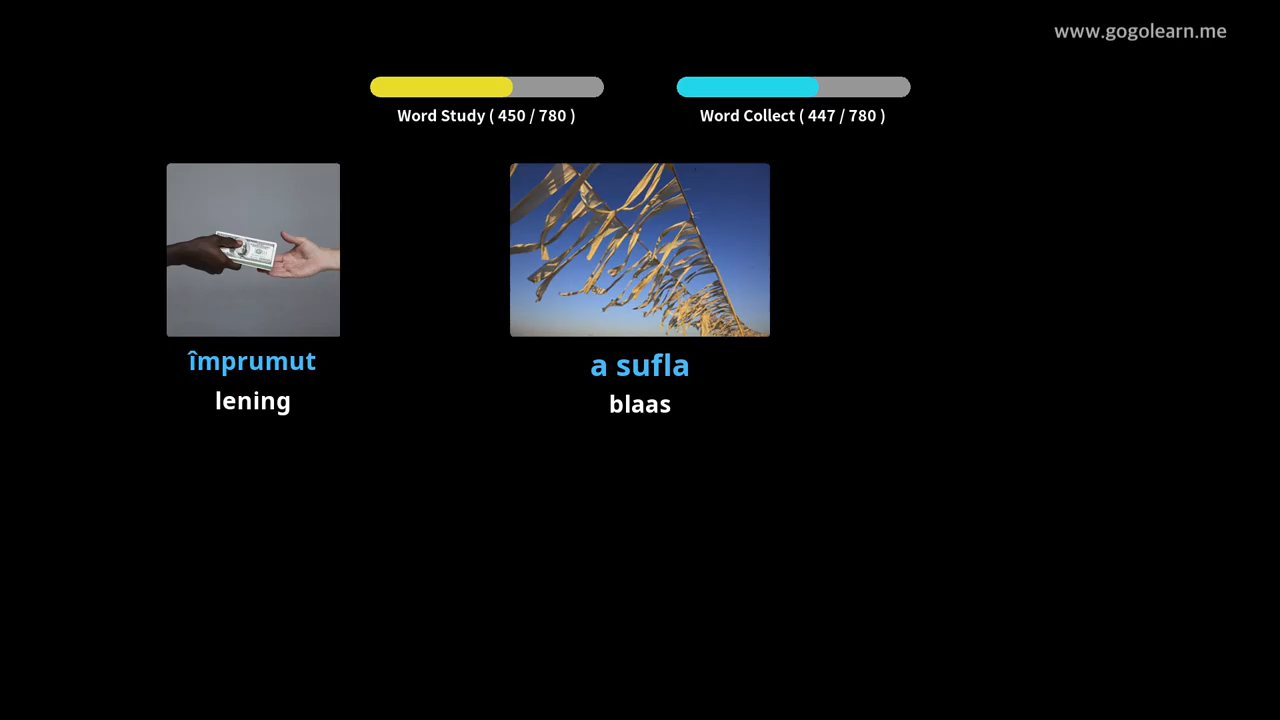 www.gogolearn.me
Word Study ( 450 / 780 )
Word Collect ( 447 / 780 )
împrumut
lening
a sufla
blaas